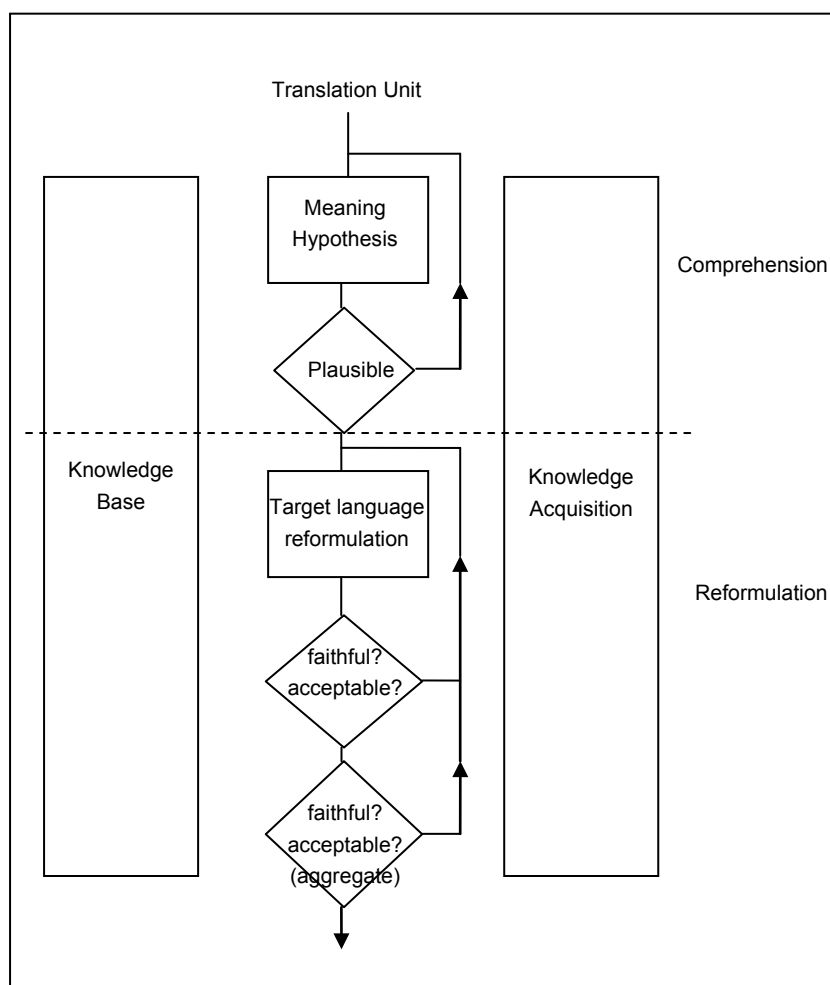 Translation Unit
Meaning
Hypothesis
Comprehension
Plausible
Knowledge
Base
Knowledge
Acquisition
Target language
reformulation
Reformulation
faithful?
acceptable?
faithful?
acceptable?
(aggregate)